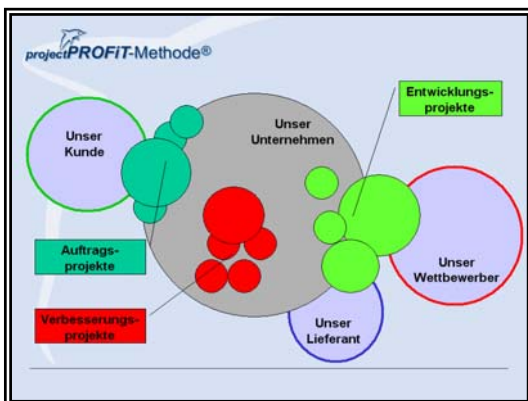 projectPROFiT-Methode®
Entwicklungs-
projekte
Unser
Unternehmen
Unser
Kunde
Auftrags-
projekte
Unser
Wettbewerber
Verbesserungs-
projekte
Unser
Lieferant